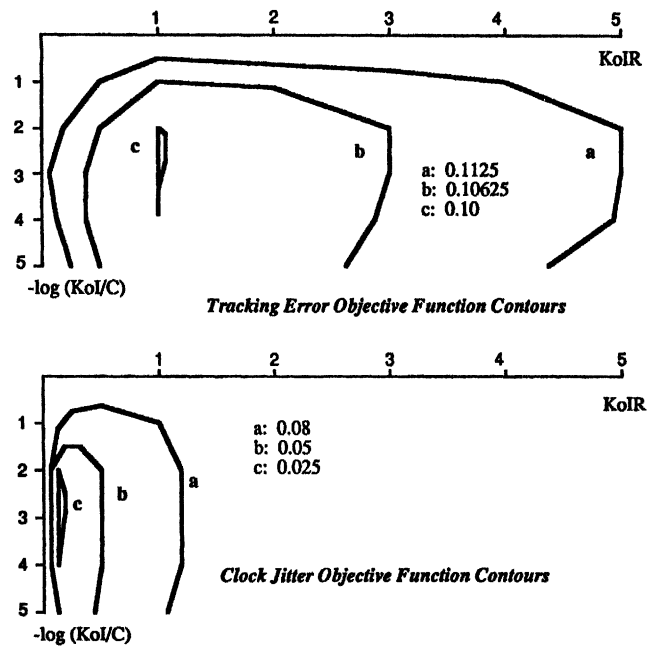 1 2 3 4 5
KoIR
1
2
c b a
a: 0.1125
3
b: 0.10625
c: 0.10
4
5
-log (KoI/C)
Tracking Error Objective Function Contours
1 2 3 4 5
KoIR
1
a: 0.08
b: 0.05
c: 0.025
2
a
b
c
3
4
Clock Jitter Objective Function Contours
5
-log (KoI/C)